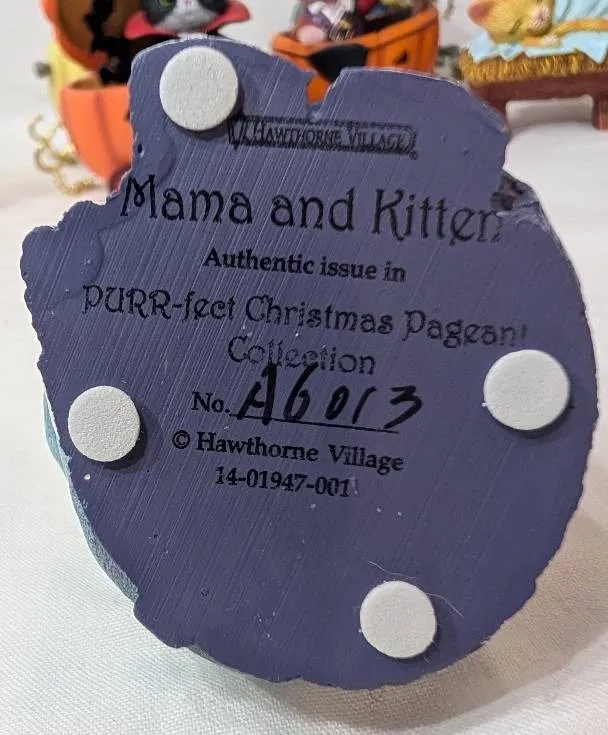 HAWTHORNE VILLAGE®
Mama and Kitten
Authentic issue in
PURR-fect Christmas Pageant
Collection
No. A6013
© Hawthorne Village
14-01947-001